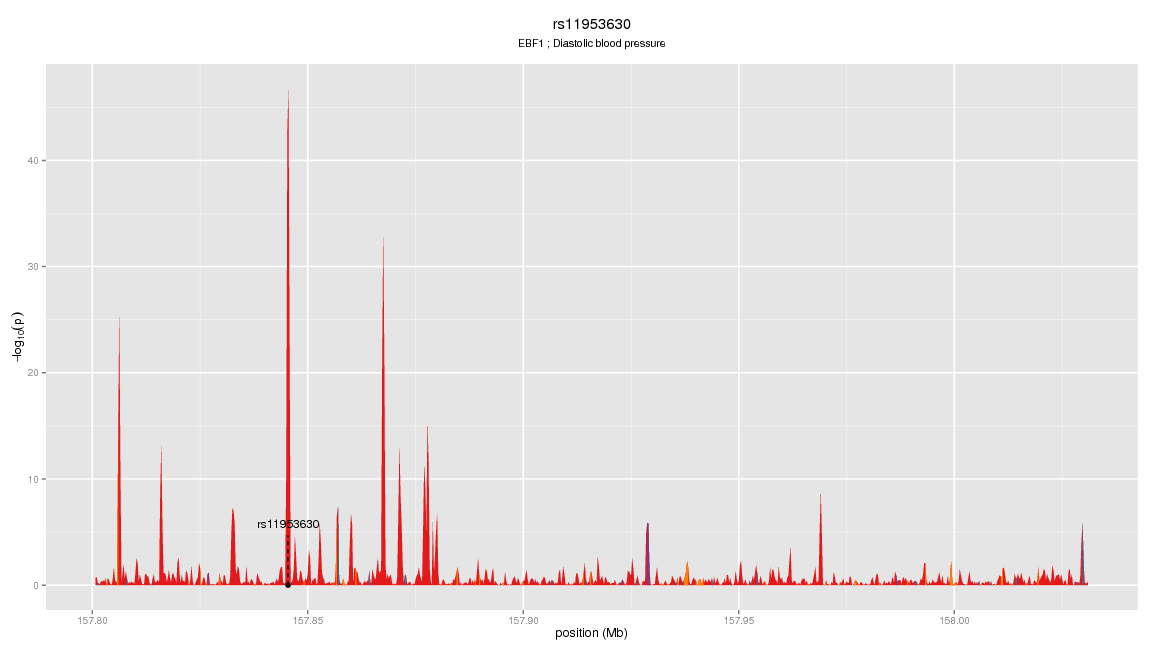 rs11953630
EBF1 ; Diastolic blood pressure
−log10(p)
40
30
20
10
0
rs11953630
157.80
157.85
157.90
157.95
158.00
position (Mb)